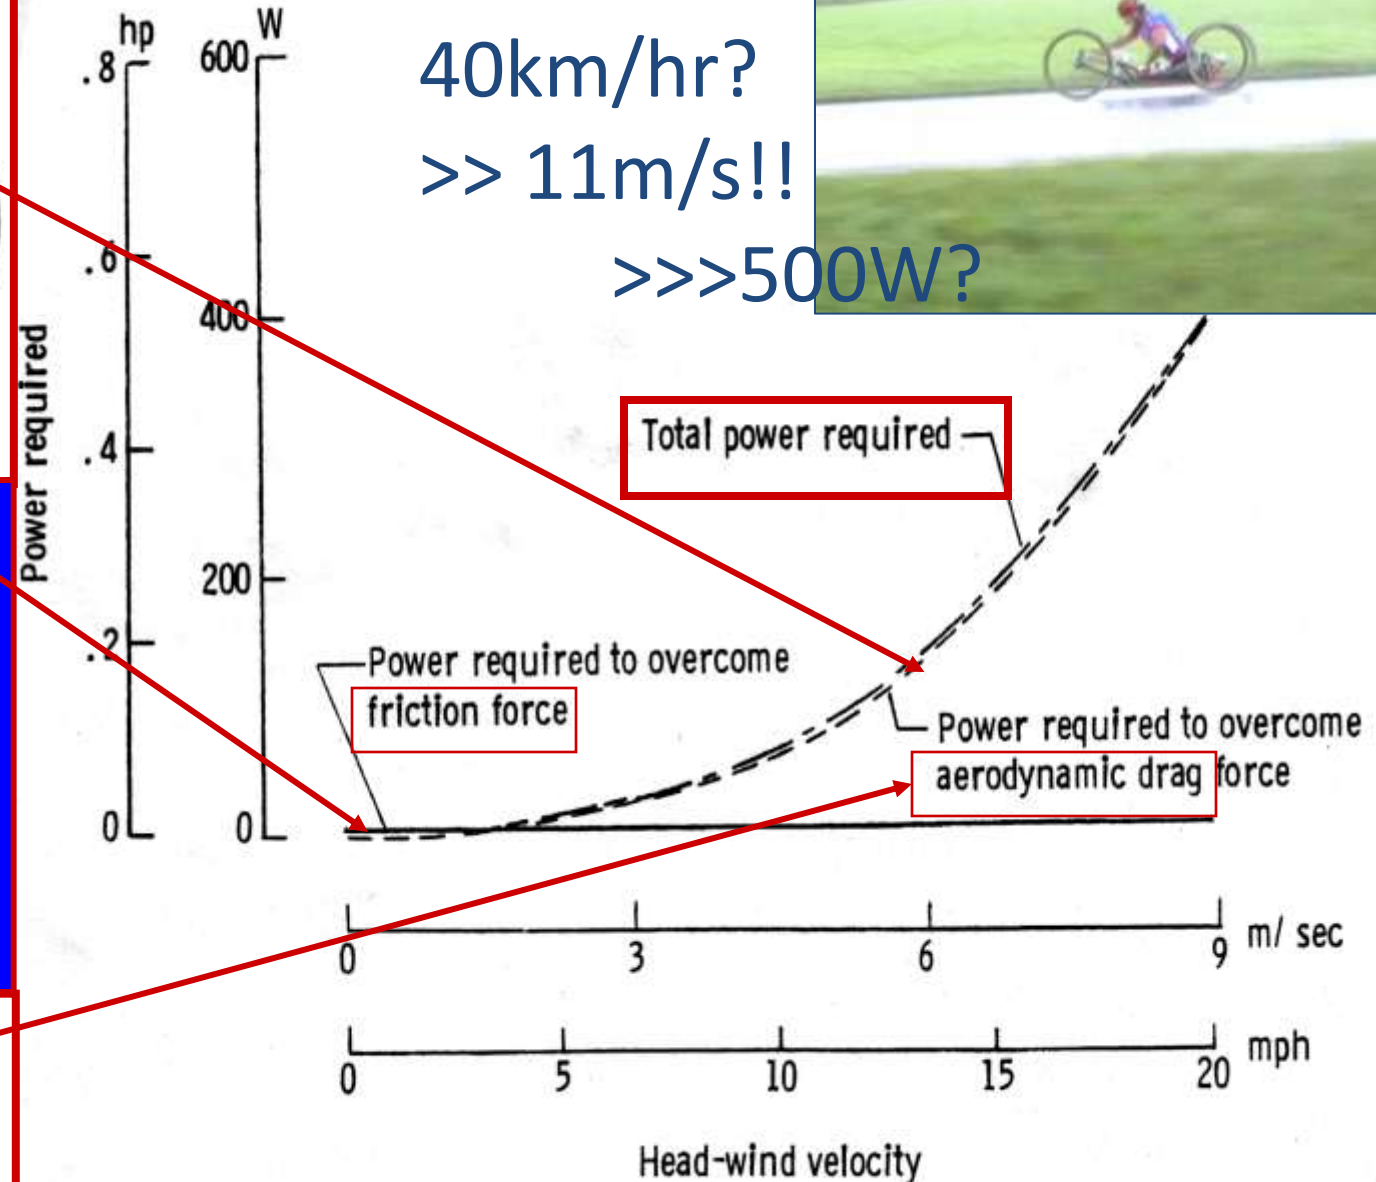 hp
W
.8
.6
.4
.2
0
600
400
200
0
Power required
40km/hr?
>> 11m/s!!
>>>500W?
Total power required
Power required to overcome
friction force
Power required to overcome
aerodynamic drag force
0 3 6 9 m/ sec
0 5 10 15 20 mph
Head-wind velocity